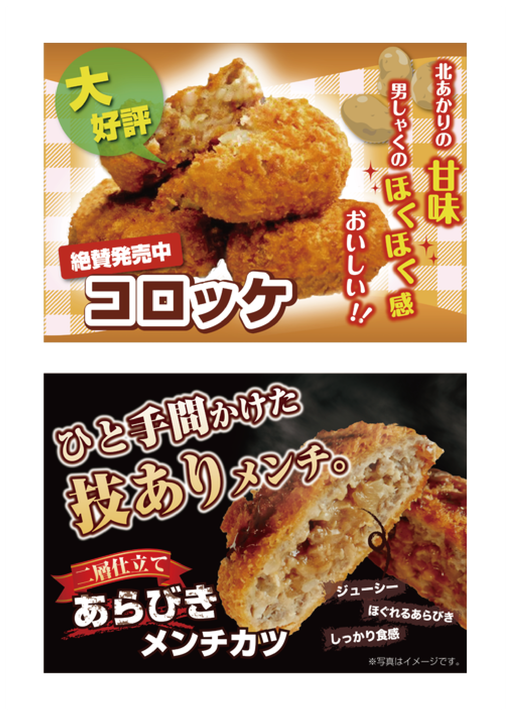 大
好評
北あかりの甘味
男しゃくのほくほく感
おいしい!!
絶賛発売中
コロッケ
ひと手間かけた
技ありメンチ。
二層仕立て
あらびき
メンチカツ
ジューシー
ほぐれるあらびき
しっかり食感
※写真はイメージです。